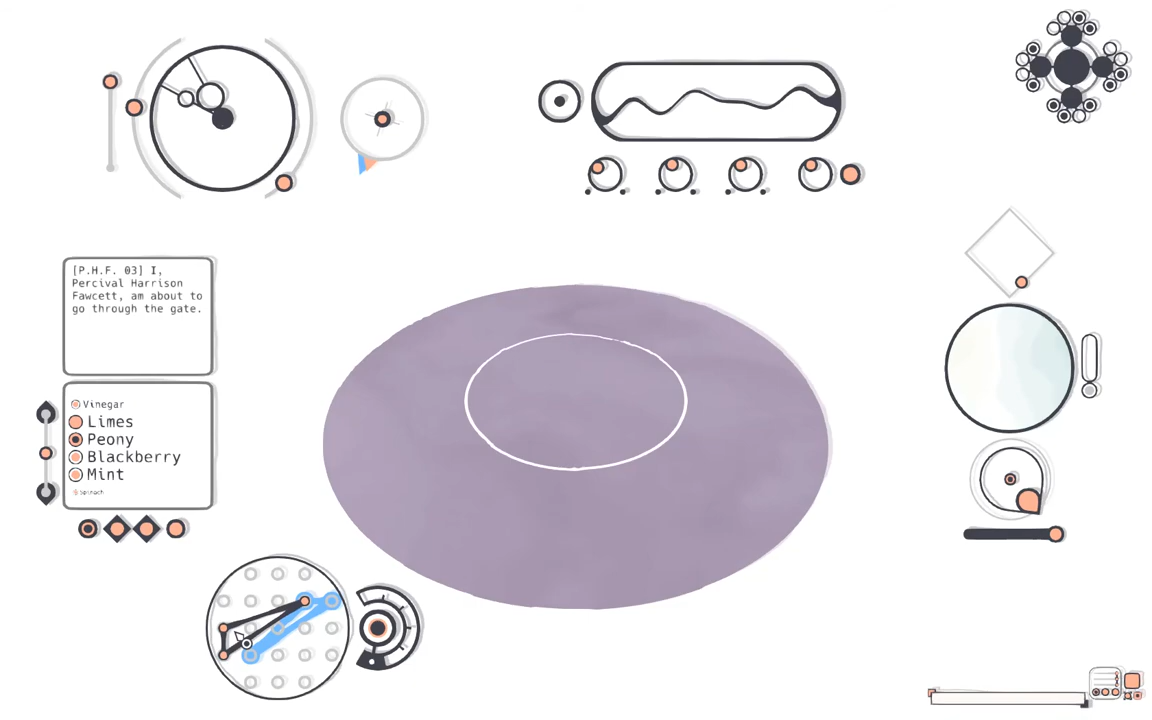 [P.H.F. 03] I,
Percival Harrison
Fawcett, am about to
go through the gate.
Vinegar
Limes
Peony
Blackberry
Mint
Spinach